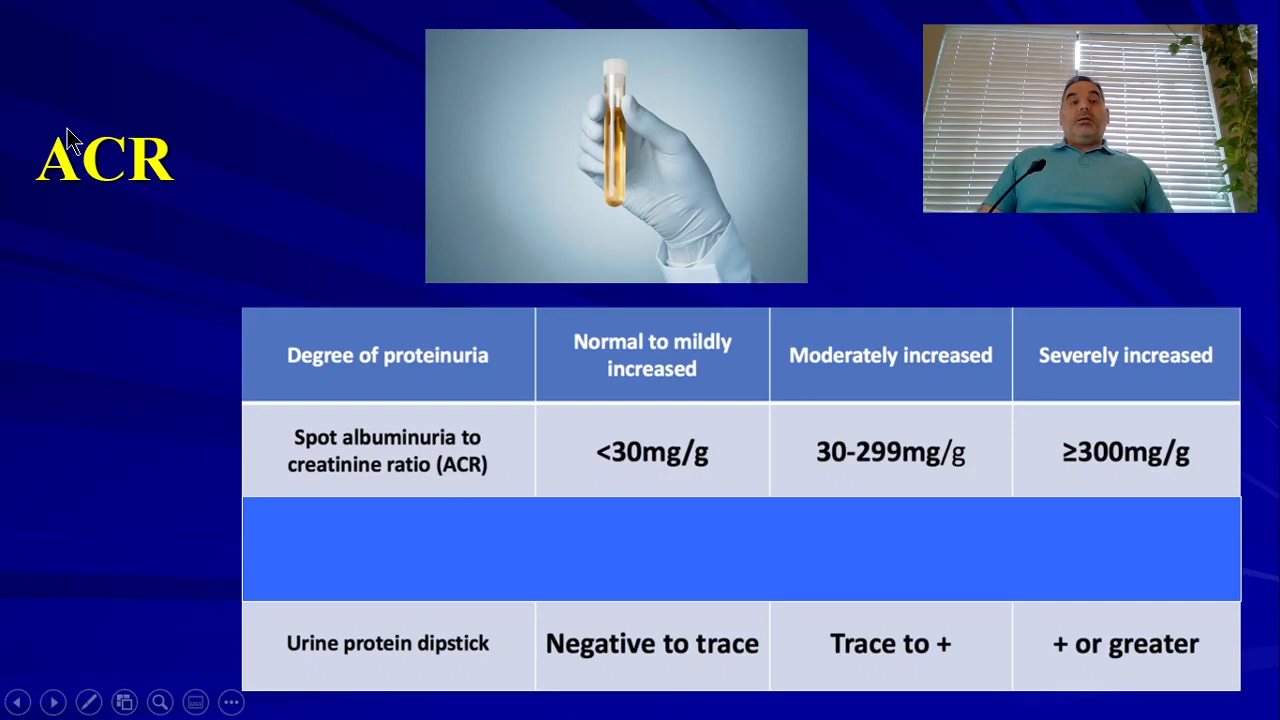 ACR
Degree of proteinuria
Normal to mildly
increased
Moderately increased
Severely increased
Spot albuminuria to
creatinine ratio (ACR)
<30mg/g
30-299mg/g
≥300mg/g
Urine protein dipstick
Negative to trace
Trace to +
+ or greater